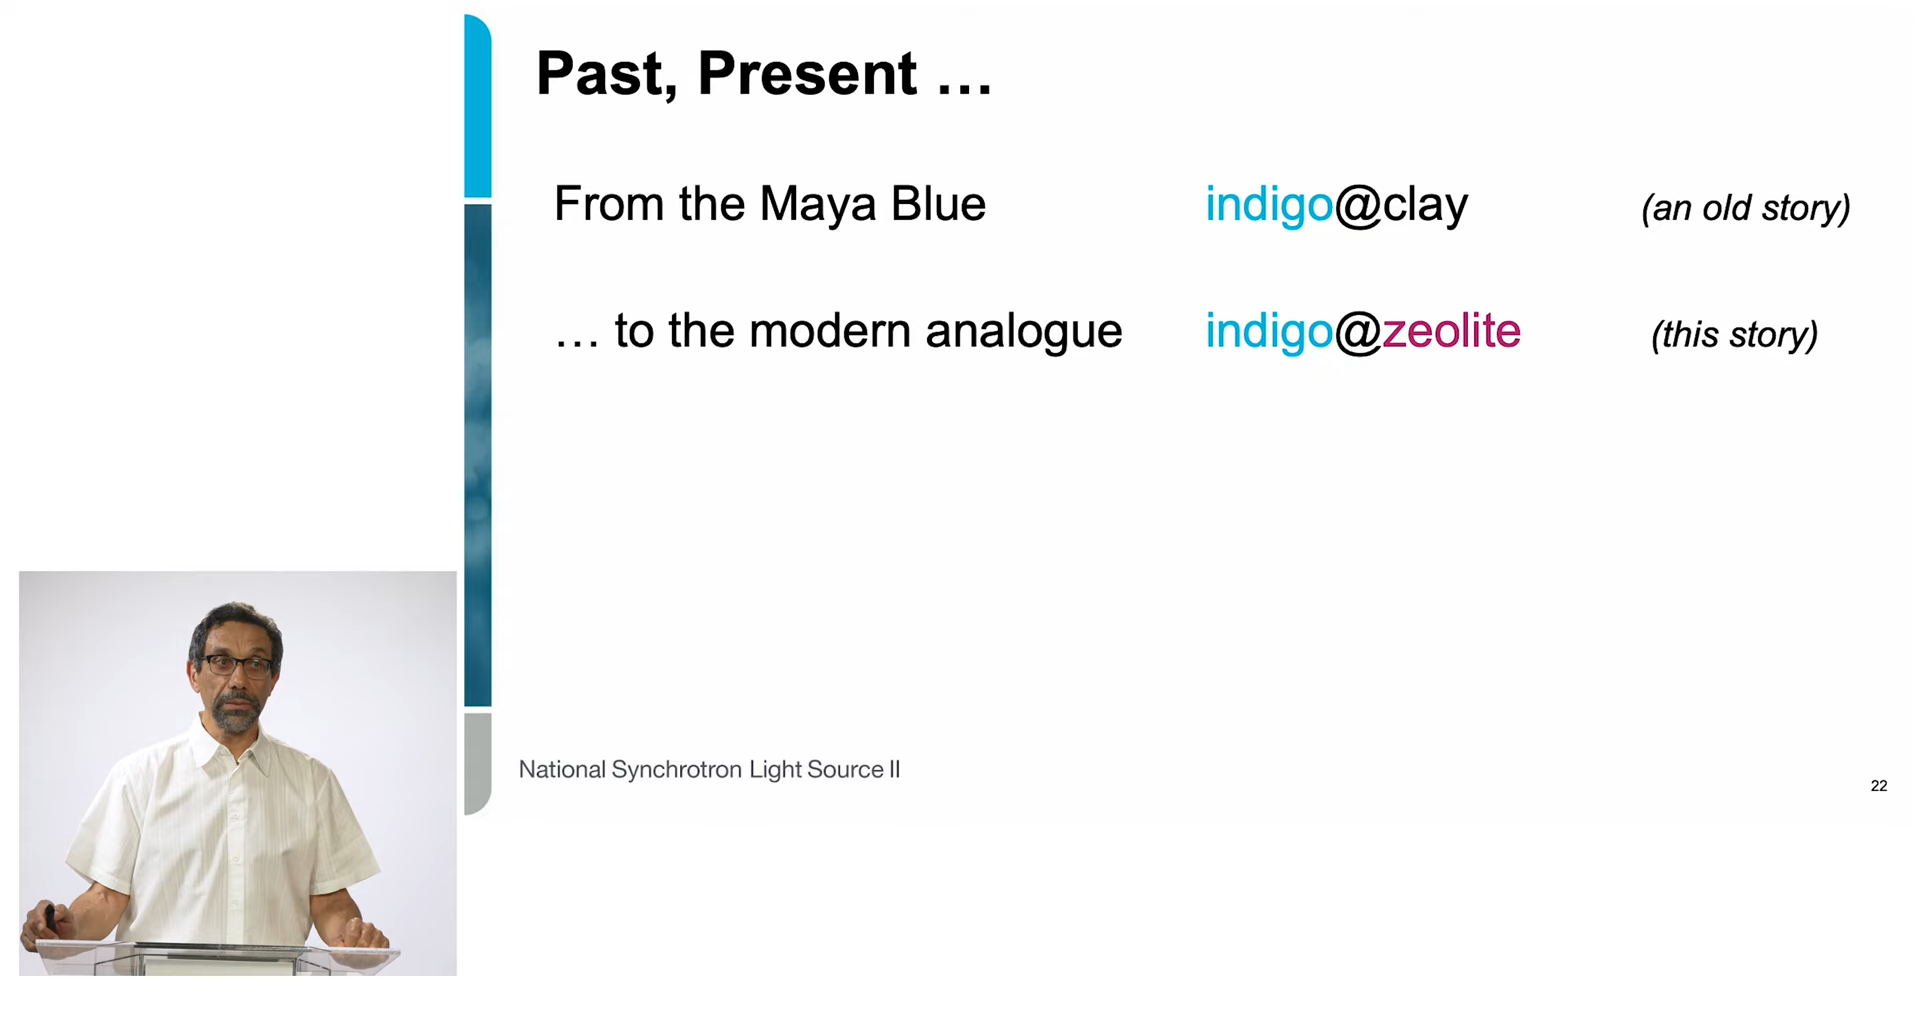 Past, Present …
From the Maya Blue indigo@clay (an old story)
… to the modern analogue indigo@zeolite (this story)
National Synchrotron Light Source II
22